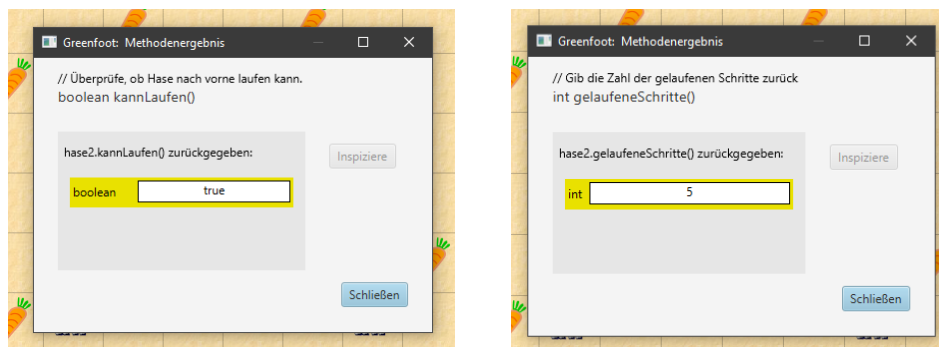 Greenfoot: Methodenergebnis
// Überprüfe, ob Hase nach vorne laufen kann.
boolean kannLaufen()
hase2.kannLaufen() zurückgegeben:
Inspiziere
boolean true
Schließen
Greenfoot: Methodenergebnis
// Gib die Zahl der gelaufenen Schritte zurück
int gelaufeneSchritte()
hase2.gelaufeneSchritte() zurückgegeben:
Inspiziere
int 5
Schließen